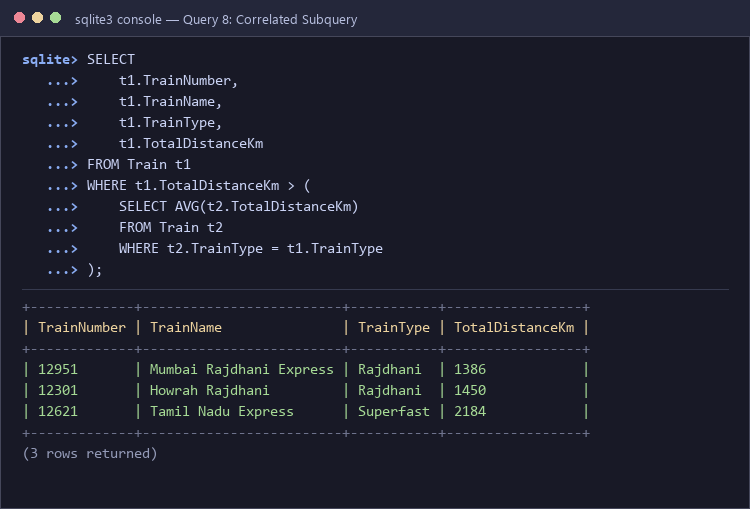 sqlite3 console — Query 8: Correlated Subquery
sqlite> SELECT
   ...>     t1.TrainNumber,
   ...>     t1.TrainName,
   ...>     t1.TrainType,
   ...>     t1.TotalDistanceKm
   ...> FROM Train t1
   ...> WHERE t1.TotalDistanceKm > (
   ...>     SELECT AVG(t2.TotalDistanceKm)
   ...>     FROM Train t2
   ...>     WHERE t2.TrainType = t1.TrainType
   ...> );
+-------------+-------------------------+-----------+-----------------+
| TrainNumber | TrainName               | TrainType | TotalDistanceKm |
+-------------+-------------------------+-----------+-----------------+
| 12951       | Mumbai Rajdhani Express | Rajdhani  | 1386            |
| 12301       | Howrah Rajdhani         | Rajdhani  | 1450            |
| 12621       | Tamil Nadu Express      | Superfast | 2184            |
+-------------+-------------------------+-----------+-----------------+
(3 rows returned)